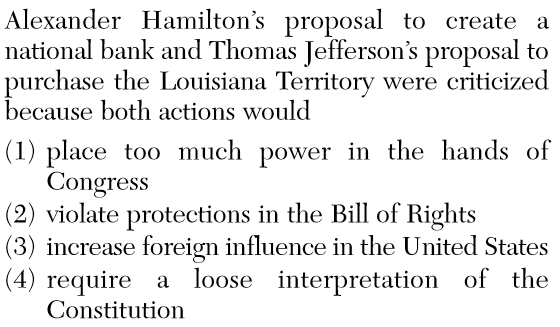 Alexander Hamilton’s proposal to create a
national bank and Thomas Jefferson’s proposal to
purchase the Louisiana Territory were criticized
because both actions would
(1) place too much power in the hands of
Congress
(2) violate protections in the Bill of Rights
(3) increase foreign influence in the United States
(4) require a loose interpretation of the
Constitution